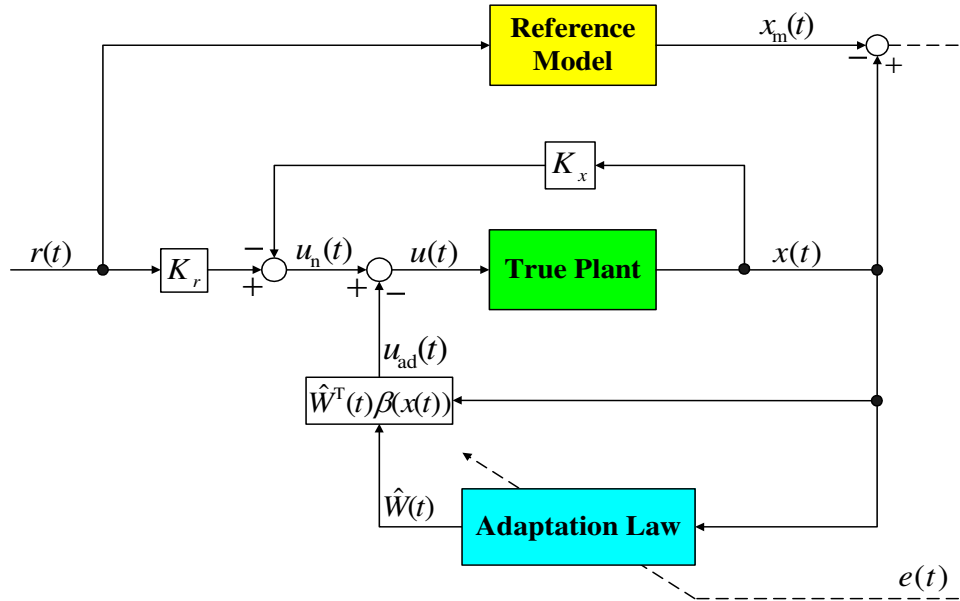 Reference
Model
x_m(t)
−
+
K_x
r(t)
K_r
−
+
u_n(t)
+
−
u(t)
True Plant
x(t)
u_ad(t)
Ŵ^T(t)β(x(t))
Ŵ(t)
Adaptation Law
e(t)